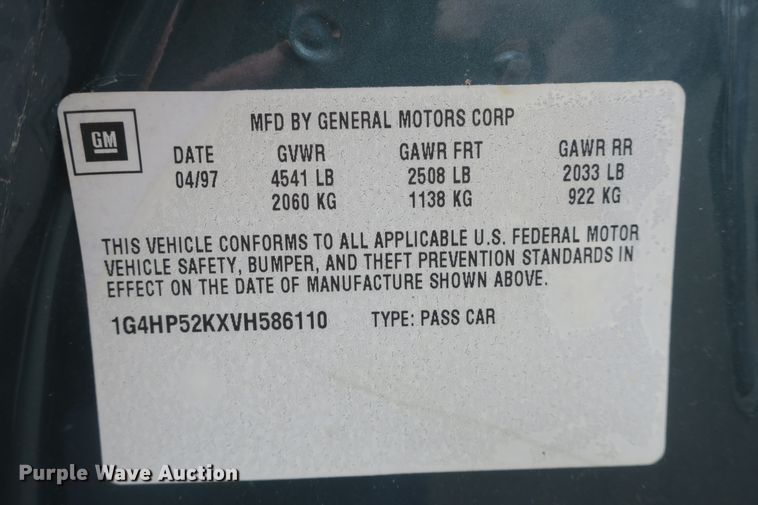 MFD BY GENERAL MOTORS CORP
GM
DATE GVWR GAWR FRT GAWR RR
04/97 4541 LB 2508 LB 2033 LB
2060 KG 1138 KG 922 KG
THIS VEHICLE CONFORMS TO ALL APPLICABLE U.S. FEDERAL MOTOR
VEHICLE SAFETY, BUMPER, AND THEFT PREVENTION STANDARDS IN
EFFECT ON THE DATE OF MANUFACTURE SHOWN ABOVE.
1G4HP52KXVH586110 TYPE: PASS CAR
Purple Wave Auction